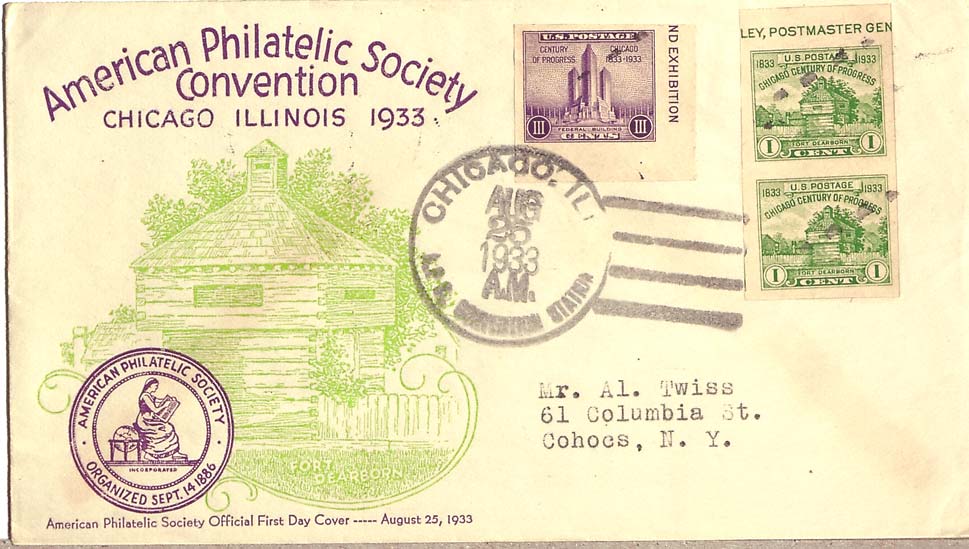 American Philatelic Society
Convention
CHICAGO ILLINOIS 1933.
U.S. POSTAGE
CENTURY CHICAGO
OF PROGRESS 1833-1933
III III
FEDERAL BUILDING
CENTS
ND EXHIBITION
LEY, POSTMASTER GEN
1833 U.S. POSTAGE 1933
CHICAGO CENTURY OF PROGRESS
FORT DEARBORN
1 CENT 1
1833 U.S. POSTAGE 1933
CHICAGO CENTURY OF PROGRESS
FORT DEARBORN
1 CENT 1
CHICAGO, IL.
AUG
25
1933
A.M.
A.P.S. CONVENTION STATION
Mr. Al. Twiss
61 Columbia St.
Cohoes, N. Y.
FORT
DEARBORN
AMERICAN PHILATELIC SOCIETY
INCORPORATED
ORGANIZED SEPT. 14 1886
American Philatelic Society Official First Day Cover ----- August 25, 1933